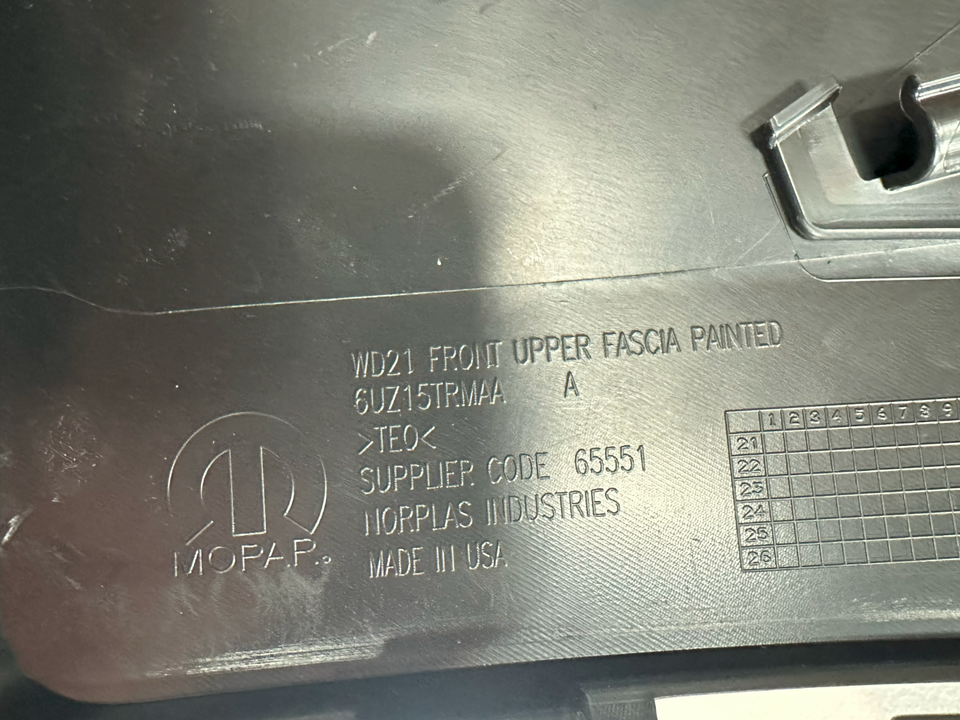 WD21 FRONT UPPER FASCIA PAINTED
6UZ15TRMAA A
>TEO<
SUPPLIER CODE 65551
NORPLAS INDUSTRIES
MADE IN USA
MOPAR
1 2 3 4 5 6 7 8 9
21
22
23
24
25
26